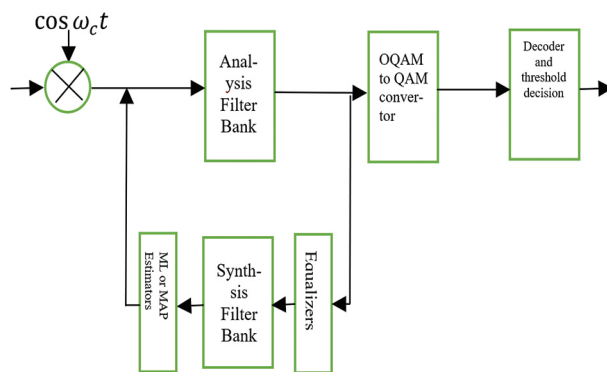 cos ω_c t
Anal-
ysis
Filter
Bank
OQAM
to QAM
conver-
tor
Decoder
and
threshold
decision
ML or MAP
Estimators
Synth-
sis
Filter
Bank
Equalizers